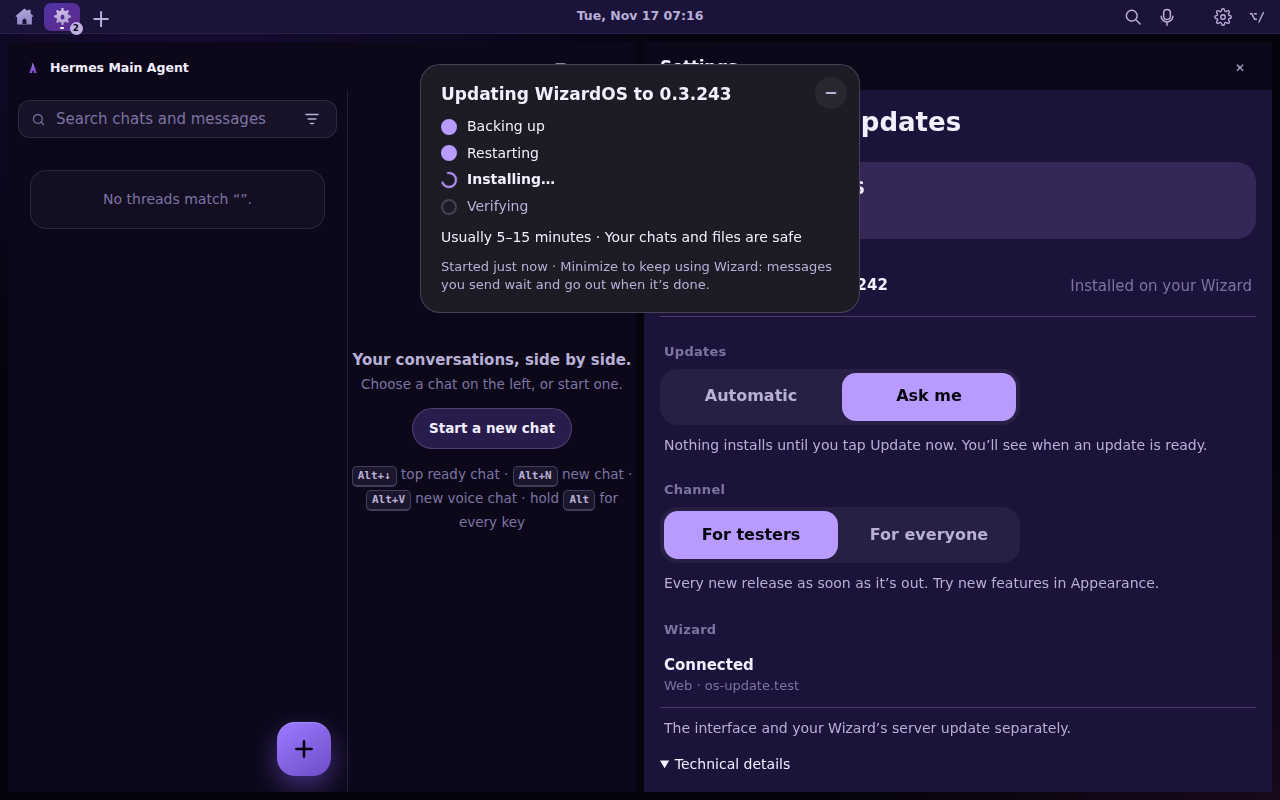 Tue, Nov 17 07:16
2
Hermes Main Agent
Search chats and messages
No threads match “”.
Updating WizardOS to 0.3.243
Backing up
Restarting
Installing…
Verifying
Usually 5–15 minutes · Your chats and files are safe
Started just now · Minimize to keep using Wizard: messages
you send wait and go out when it’s done.
Your conversations, side by side.
Choose a chat on the left, or start one.
Start a new chat
Alt+↓ top ready chat · Alt+N new chat ·
Alt+V new voice chat · hold Alt for
every key
pdates
242
Installed on your Wizard
Updates
Automatic
Ask me
Nothing installs until you tap Update now. You’ll see when an update is ready.
Channel
For testers
For everyone
Every new release as soon as it’s out. Try new features in Appearance.
Wizard
Connected
Web · os-update.test
The interface and your Wizard’s server update separately.
▼ Technical details